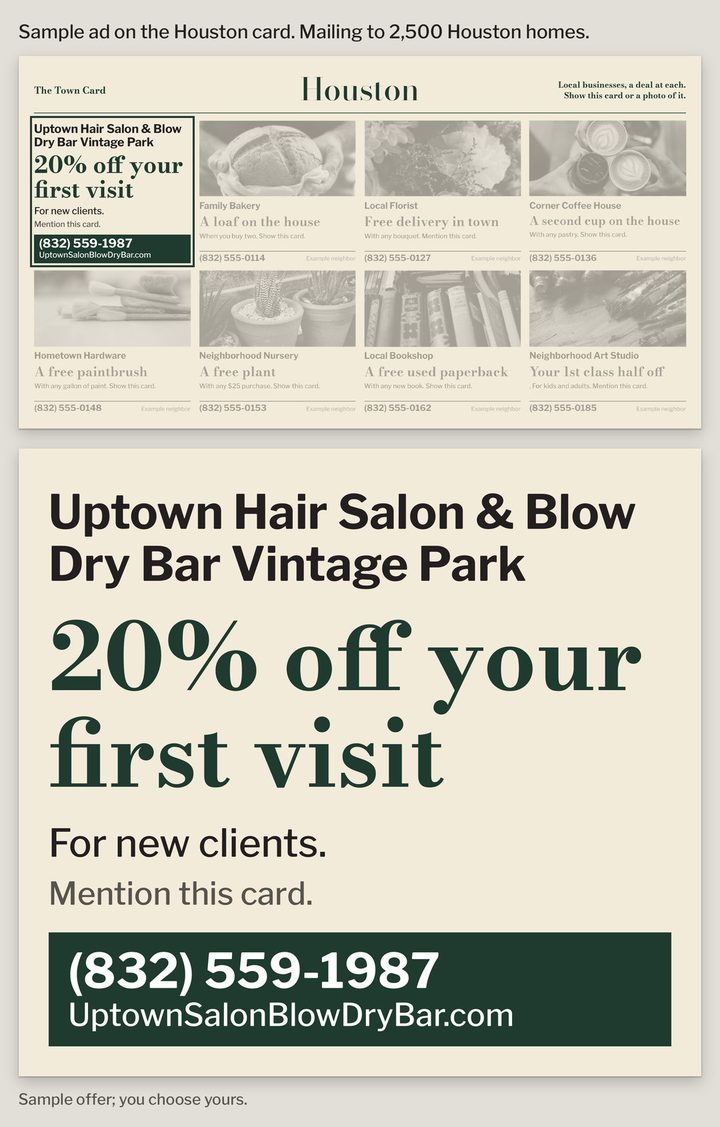 Sample ad on the Houston card. Mailing to 2,500 Houston homes.
The Town Card
Houston
Local businesses, a deal at each.
Show this card or a photo of it.
Uptown Hair Salon & Blow
Dry Bar Vintage Park
20% off your
first visit
For new clients.
Mention this card.
(832) 559-1987
UptownSalonBlowDryBar.com
Family Bakery
A loaf on the house
When you buy two. Show this card.
(832) 555-0114
Example neighbor
Local Florist
Free delivery in town
With any bouquet. Mention this card.
(832) 555-0127
Example neighbor
Corner Coffee House
A second cup on the house
With any pastry. Show this card.
(832) 555-0136
Example neighbor
Hometown Hardware
A free paintbrush
With any gallon of paint. Show this card.
(832) 555-0148
Example neighbor
Neighborhood Nursery
A free plant
With any $25 purchase. Show this card.
(832) 555-0153
Example neighbor
Local Bookshop
A free used paperback
With any new book. Show this card.
(832) 555-0162
Example neighbor
Neighborhood Art Studio
Your 1st class half off
For kids and adults. Mention this card.
(832) 555-0185
Example neighbor
Uptown Hair Salon & Blow
Dry Bar Vintage Park
20% off your
first visit
For new clients.
Mention this card.
(832) 559-1987
UptownSalonBlowDryBar.com
Sample offer; you choose yours.